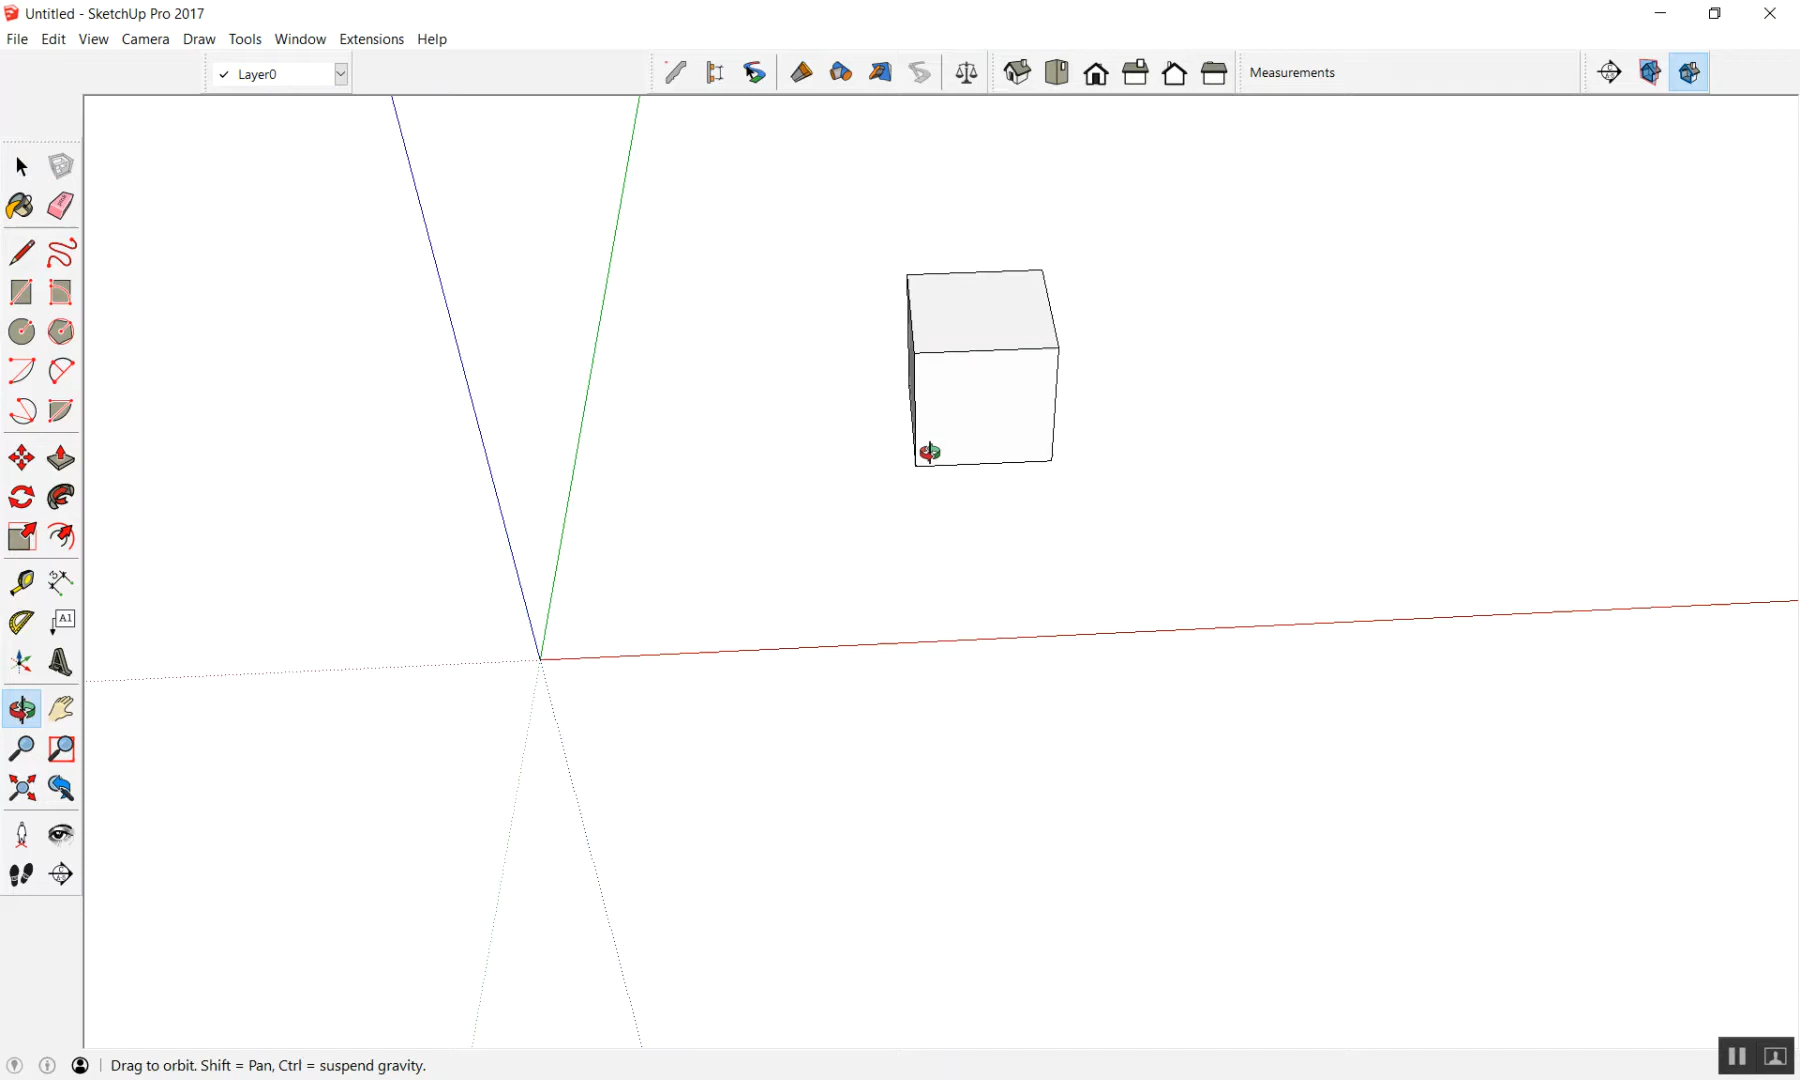 Untitled - SketchUp Pro 2017
File Edit View Camera Draw Tools Window Extensions Help
Layer0
Measurements
A1
Drag to orbit. Shift = Pan, Ctrl = suspend gravity.